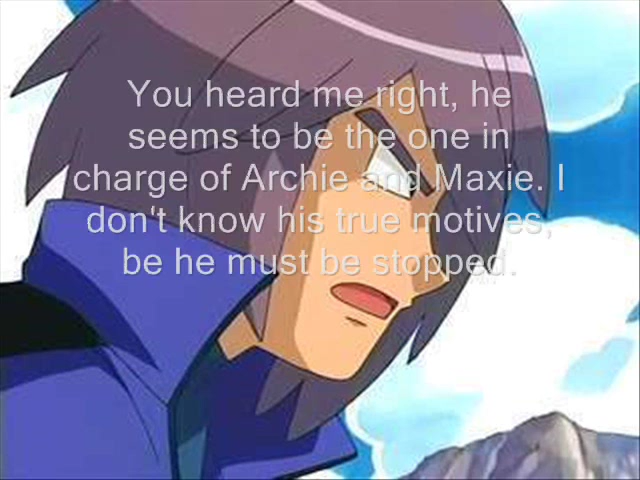 You heard me right, he
seems to be the one in
charge of Archie and Maxie. I
don't know his true motives,
be he must be stopped.